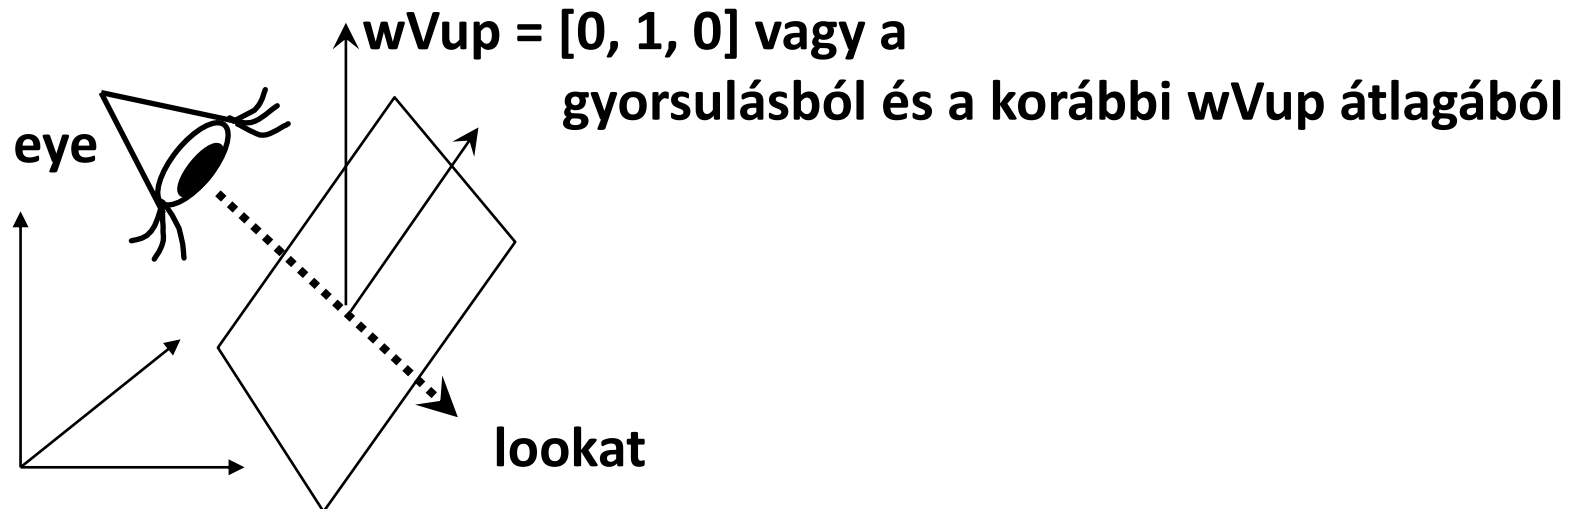 wVup = [0, 1, 0] vagy a
gyorsulásból és a korábbi wVup átlagából
eye
lookat